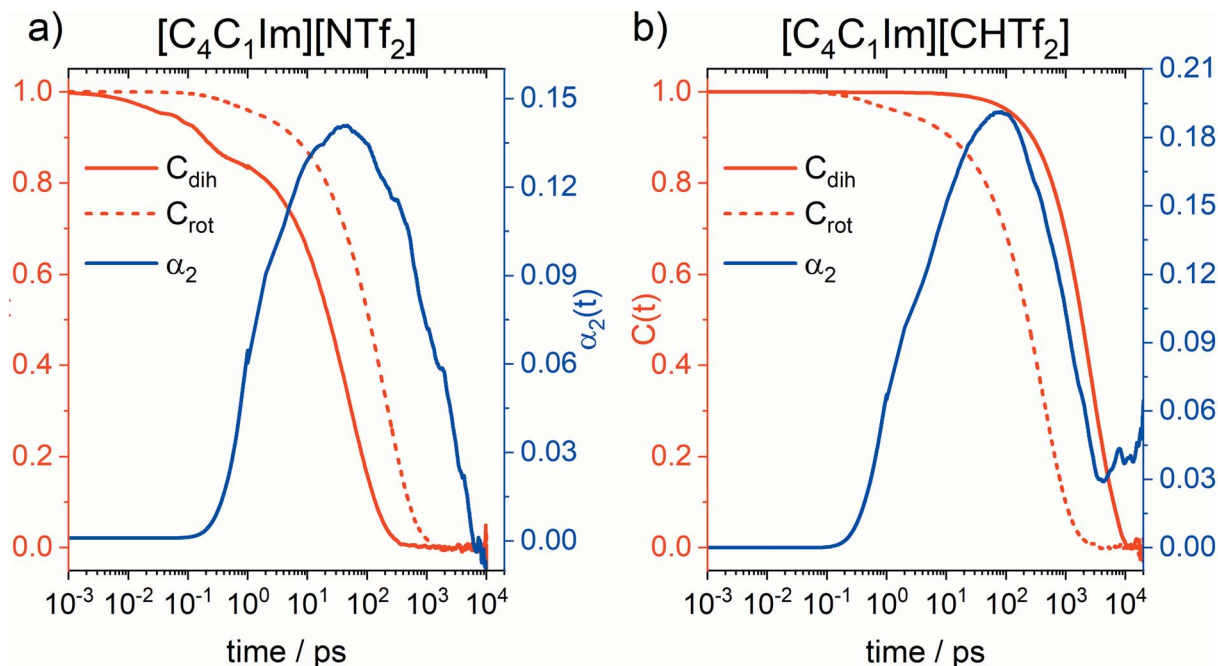 a) [C₄C₁Im][NTf₂]
1.0
0.8
0.6
0.4
0.2
0.0
C_dih
C_rot
α₂
0.15
0.12
0.09
0.06
0.03
0.00
α₂(t)
10⁻³ 10⁻² 10⁻¹ 10⁰ 10¹ 10² 10³ 10⁴
time / ps
b) [C₄C₁Im][CHTf₂]
C(t)
1.0
0.8
0.6
0.4
0.2
0.0
C_dih
C_rot
α₂
0.21
0.18
0.15
0.12
0.09
0.06
0.03
0.00
10⁻³ 10⁻² 10⁻¹ 10⁰ 10¹ 10² 10³ 10⁴
time / ps